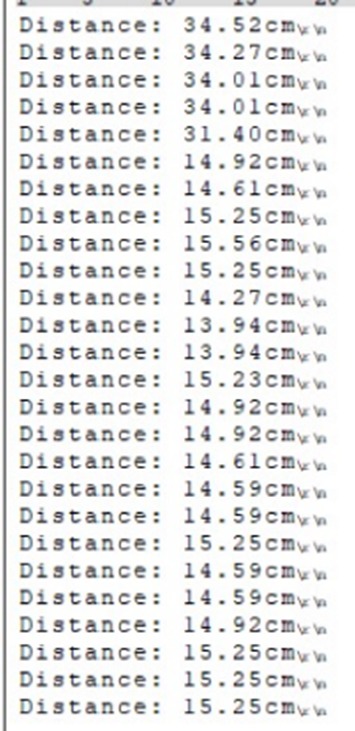 Distance: 34.52cm\r\n
Distance: 34.27cm\r\n
Distance: 34.01cm\r\n
Distance: 34.01cm\r\n
Distance: 31.40cm\r\n
Distance: 14.92cm\r\n
Distance: 14.61cm\r\n
Distance: 15.25cm\r\n
Distance: 15.56cm\r\n
Distance: 15.25cm\r\n
Distance: 14.27cm\r\n
Distance: 13.94cm\r\n
Distance: 13.94cm\r\n
Distance: 15.23cm\r\n
Distance: 14.92cm\r\n
Distance: 14.92cm\r\n
Distance: 14.61cm\r\n
Distance: 14.59cm\r\n
Distance: 14.59cm\r\n
Distance: 15.25cm\r\n
Distance: 14.59cm\r\n
Distance: 14.59cm\r\n
Distance: 14.92cm\r\n
Distance: 15.25cm\r\n
Distance: 15.25cm\r\n
Distance: 15.25cm\r\n